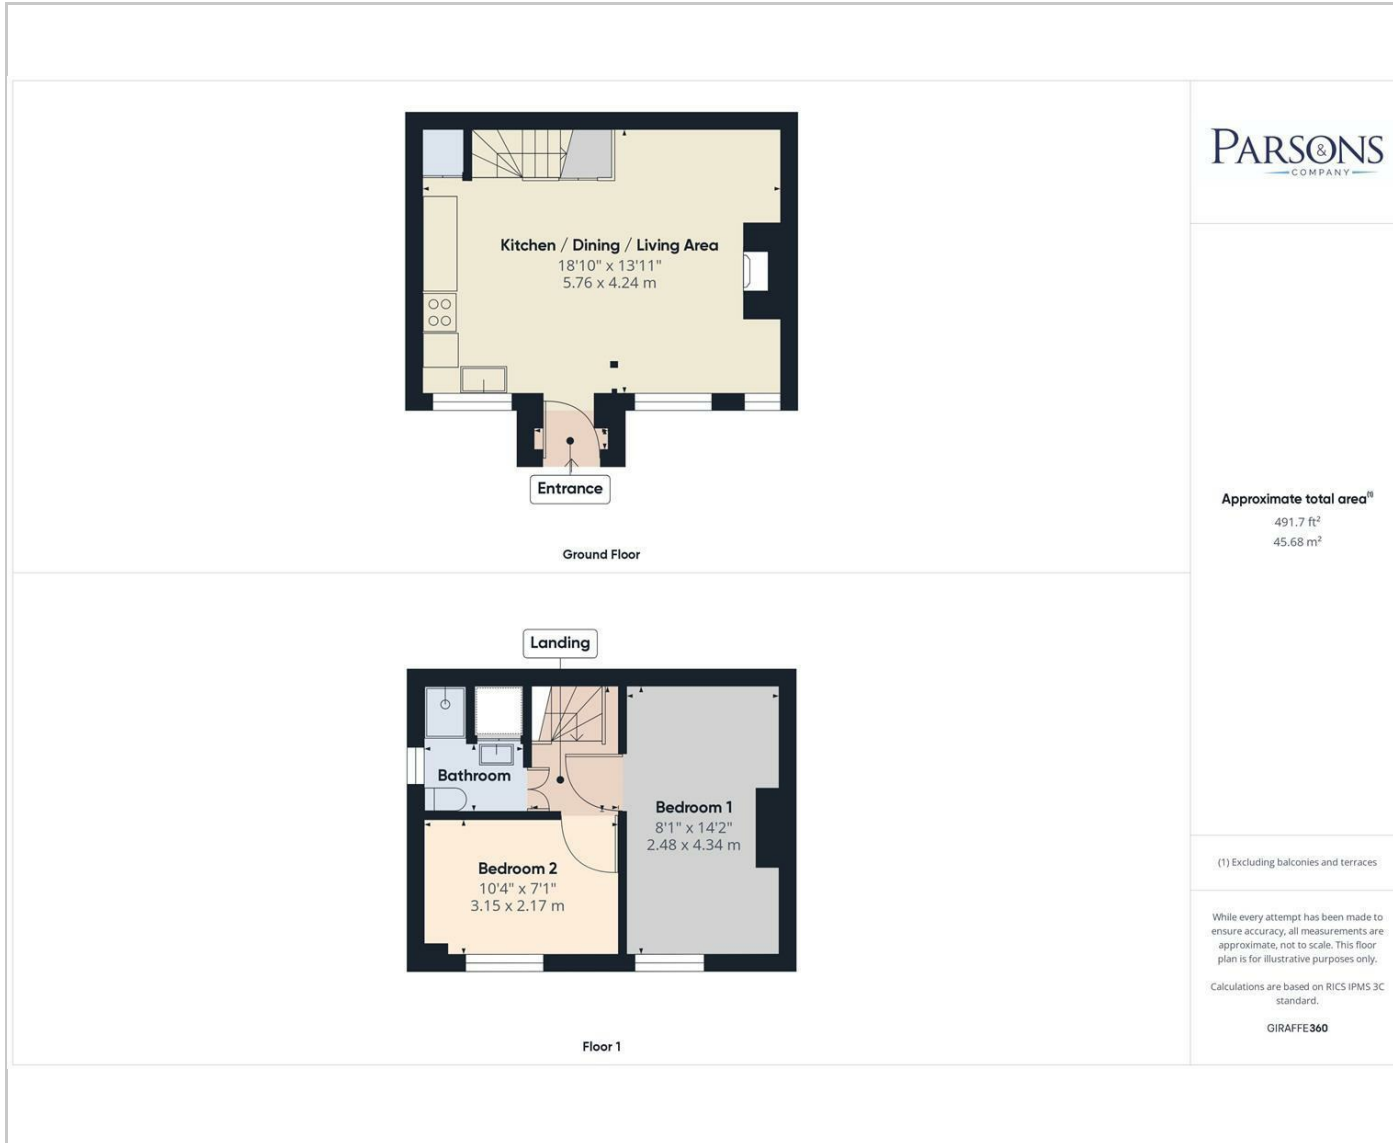 Kitchen / Dining / Living Area
18'10" x 13'11"
5.76 x 4.24 m
Entrance
Ground Floor
Landing
Bathroom
Bedroom 1
8'1" x 14'2"
2.48 x 4.34 m
Bedroom 2
10'4" x 7'1"
3.15 x 2.17 m
Floor 1
PARSONS &
COMPANY
Approximate total area(1)
491.7 ft²
45.68 m²
(1) Excluding balconies and terraces
While every attempt has been made to
ensure accuracy, all measurements are
approximate, not to scale. This floor
plan is for illustrative purposes only.
Calculations are based on RICS IPMS 3C
standard.
GIRAFFE360